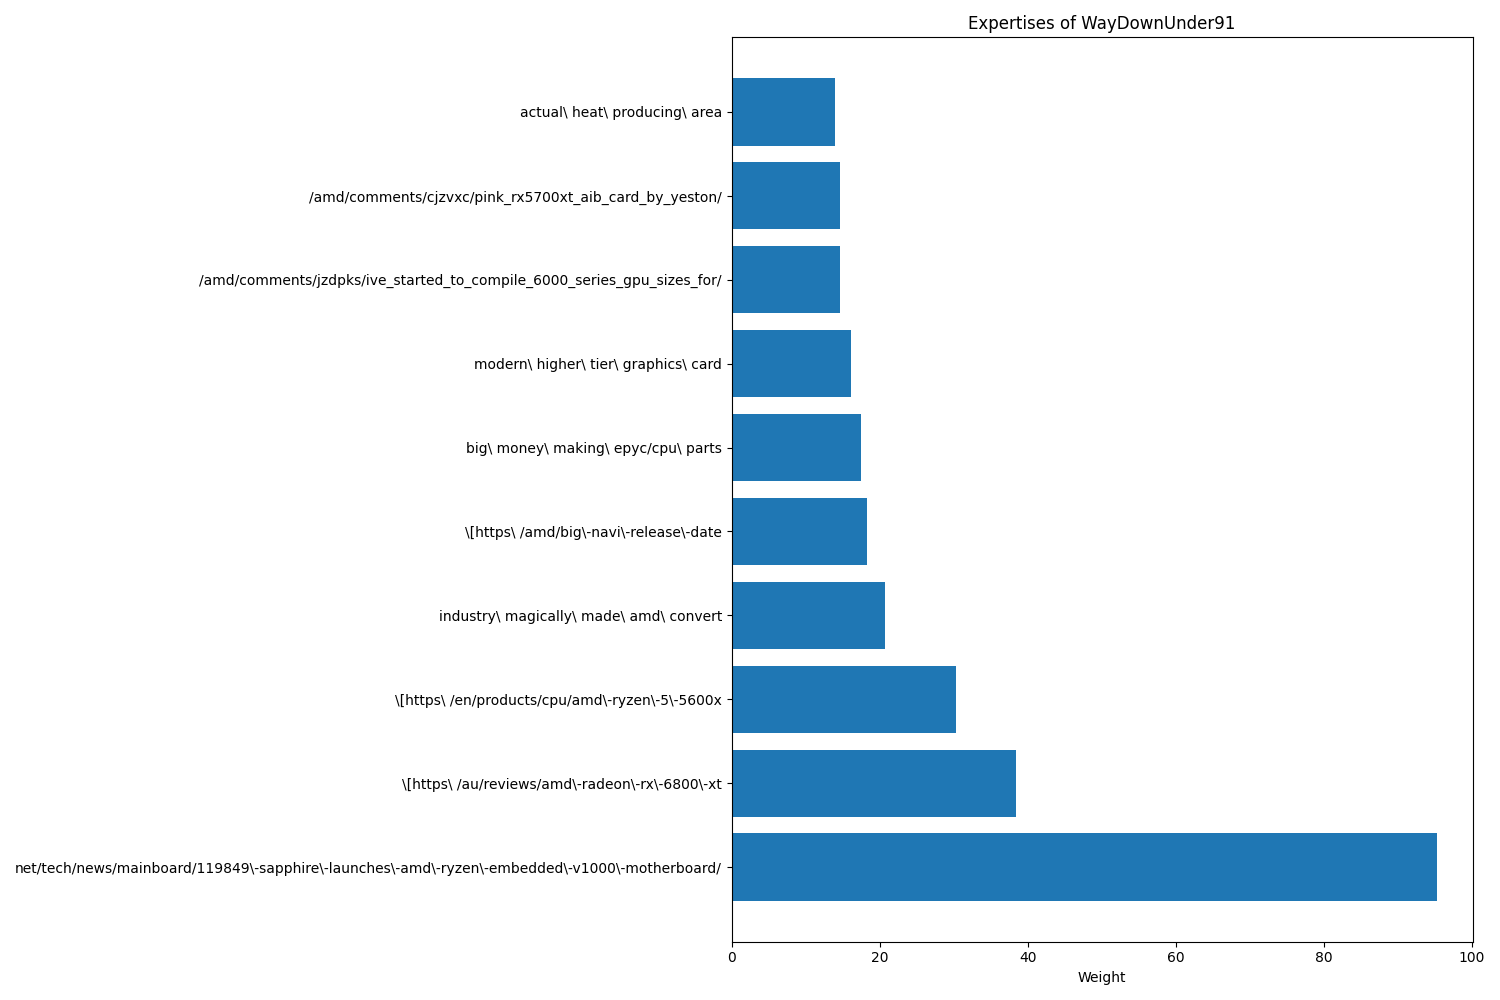 Expertises of WayDownUnder91
actual\ heat\ producing\ area
/amd/comments/cjzvxc/pink_rx5700xt_aib_card_by_yeston/
/amd/comments/jzdpks/ive_started_to_compile_6000_series_gpu_sizes_for/
modern\ higher\ tier\ graphics\ card
big\ money\ making\ epyc/cpu\ parts
\[https\ /amd/big\-navi\-release\-date
industry\ magically\ made\ amd\ convert
\[https\ /en/products/cpu/amd\-ryzen\-5\-5600x
\[https\ /au/reviews/amd\-radeon\-rx\-6800\-xt
net/tech/news/mainboard/119849\-sapphire\-launches\-amd\-ryzen\-embedded\-v1000\-motherboard/
0 20 40 60 80 100
Weight